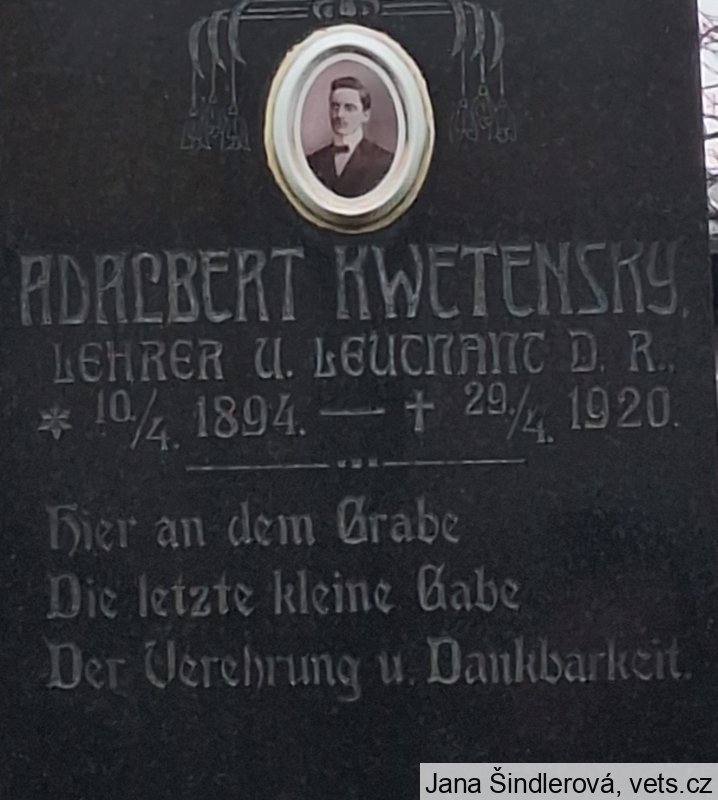 ADALBERT KWETENSKY,
LEHRER U. LEUTNANT D. R.,
* 10./4. 1894. — † 29./4. 1920.
Hier an dem Grabe
Die letzte kleine Gabe
Der Verehrung u. Dankbarkeit.
Jana Šindlerová, vets.cz